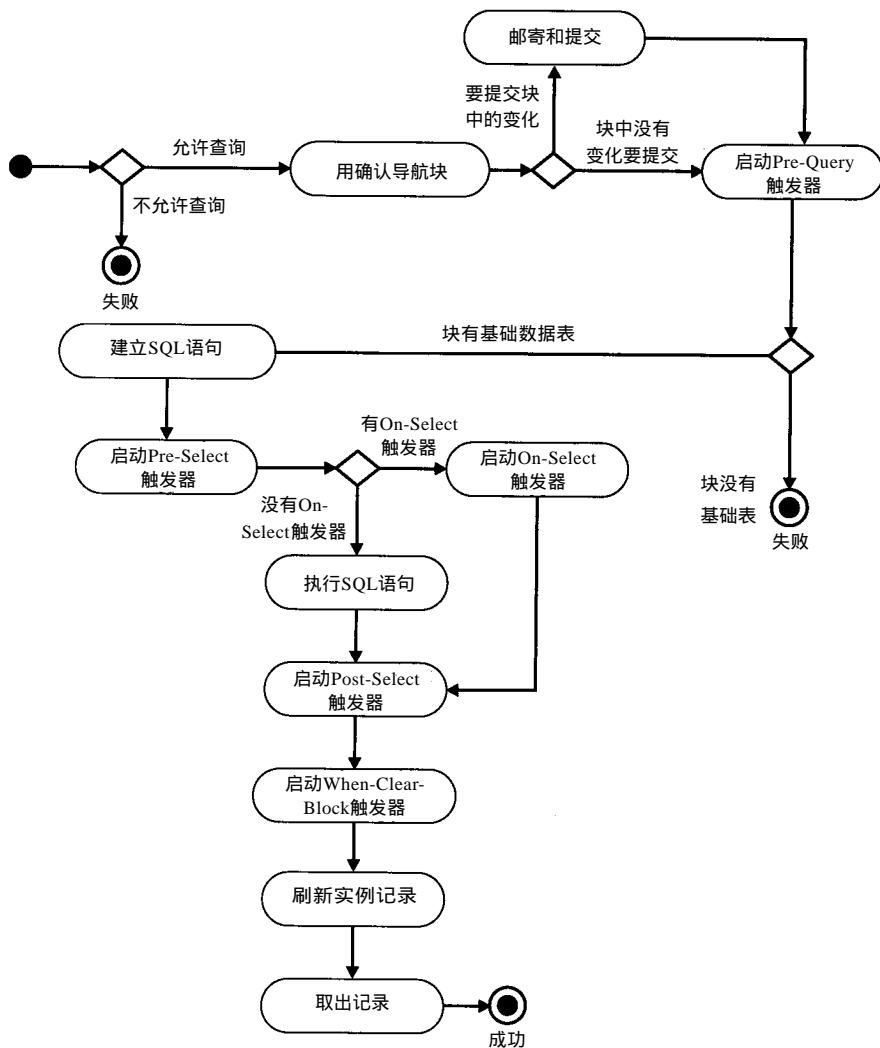 邮寄和提交
要提交块
中的变化
允许查询
用确认导航块
块中没有
变化要提交
启动Pre-Query
触发器
不允许查询
失败
块有基础数据表
建立SQL语句
启动Pre-Select
触发器
有On-Select
触发器
启动On-Select
触发器
没有On-
Select触发器
块没有
基础表
失败
执行SQL语句
启动Post-Select
触发器
启动When-Clear-
Block触发器
刷新实例记录
取出记录
成功